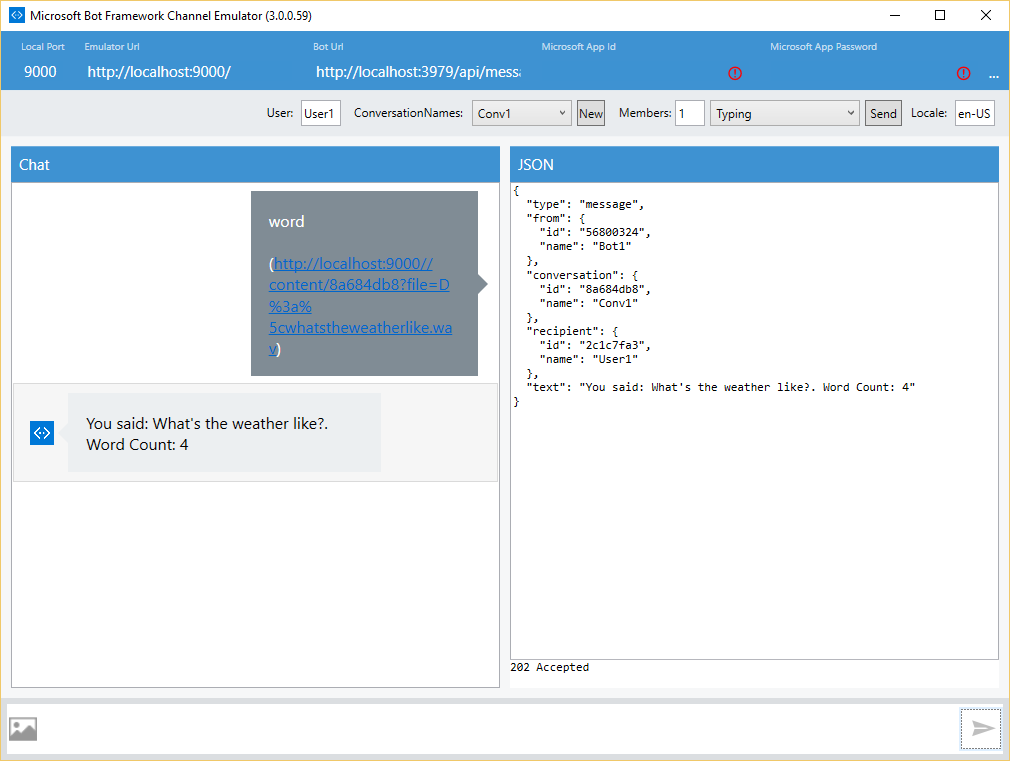 Microsoft Bot Framework Channel Emulator (3.0.0.59)
Local Port Emulator Url Bot Url Microsoft App Id Microsoft App Password
9000 http://localhost:9000/ http://localhost:3979/api/messa
...
User: User1 ConversationNames: Conv1 New Members: 1 Typing Send Locale: en-US
Chat
word
(http://localhost:9000//
content/8a684db8?file=D
%3a%
5cwhatstheweatherlike.wa
v)
You said: What's the weather like?.
Word Count: 4
JSON
{
  "type": "message",
  "from": {
    "id": "56800324",
    "name": "Bot1"
  },
  "conversation": {
    "id": "8a684db8",
    "name": "Conv1"
  },
  "recipient": {
    "id": "2c1c7fa3",
    "name": "User1"
  },
  "text": "You said: What's the weather like?. Word Count: 4"
}
202 Accepted